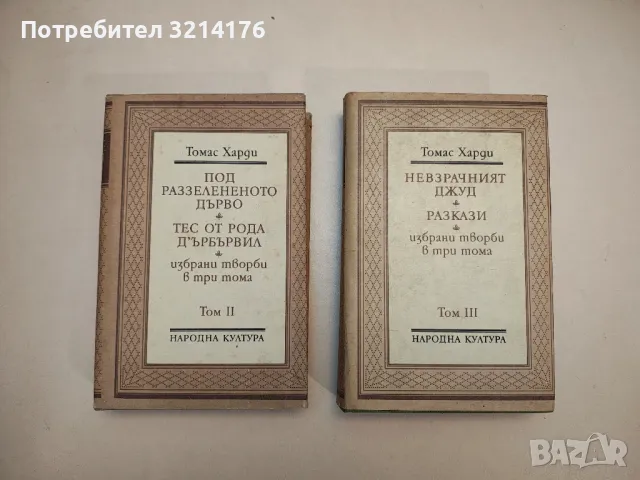 Потребител 3214176
Томас Харди
ПОД
РАЗЗЕЛЕНЕНОТО
ДЪРВО
ТЕС ОТ РОДА
Д'ЪРБЪРВИЛ
избрани творби
в три тома
Том II
НАРОДНА КУЛТУРА
Томас Харди
НЕВЗРАЧНИЯТ
ДЖУД
РАЗКАЗИ
избрани творби
в три тома
Том III
НАРОДНА КУЛТУРА
BAZAR